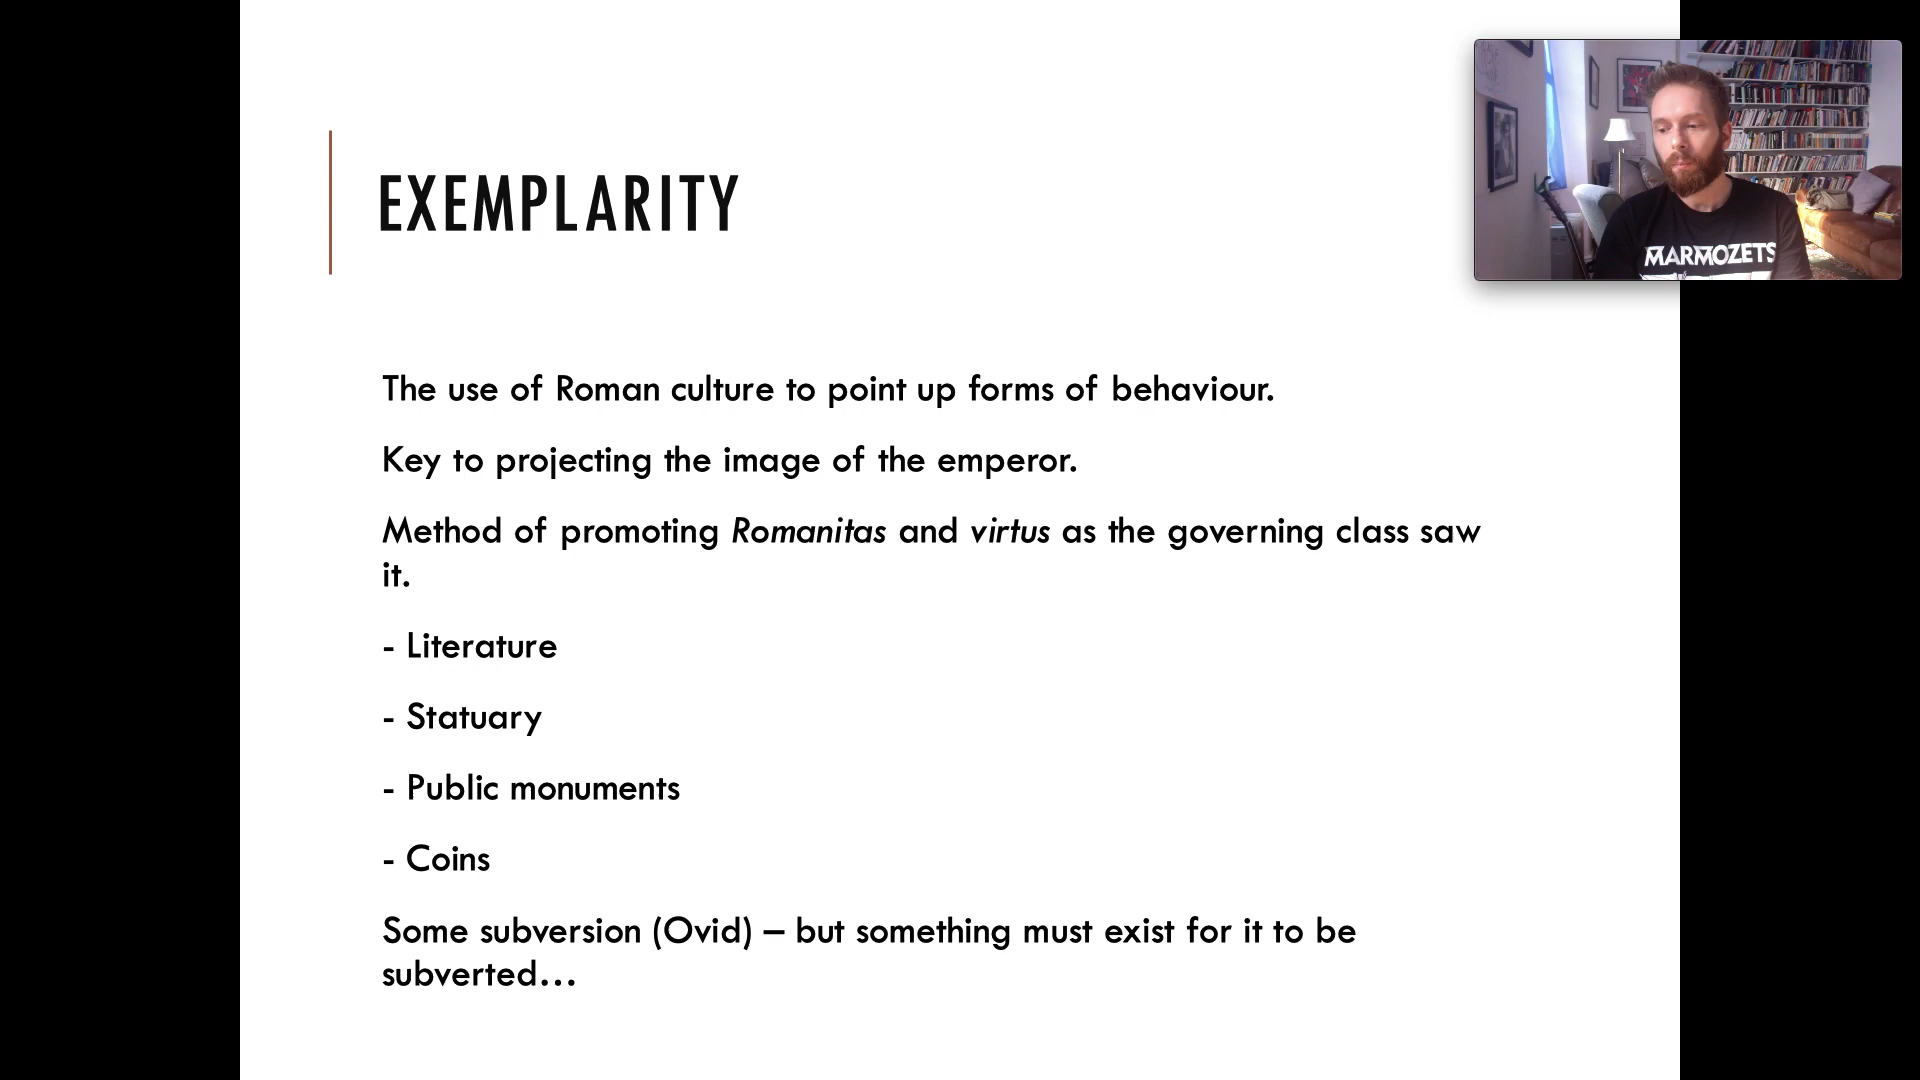 EXEMPLARITY
The use of Roman culture to point up forms of behaviour.
Key to projecting the image of the emperor.
Method of promoting Romanitas and virtus as the governing class saw
it.
- Literature
- Statuary
- Public monuments
- Coins
Some subversion (Ovid) – but something must exist for it to be
subverted…
MARMOZETS